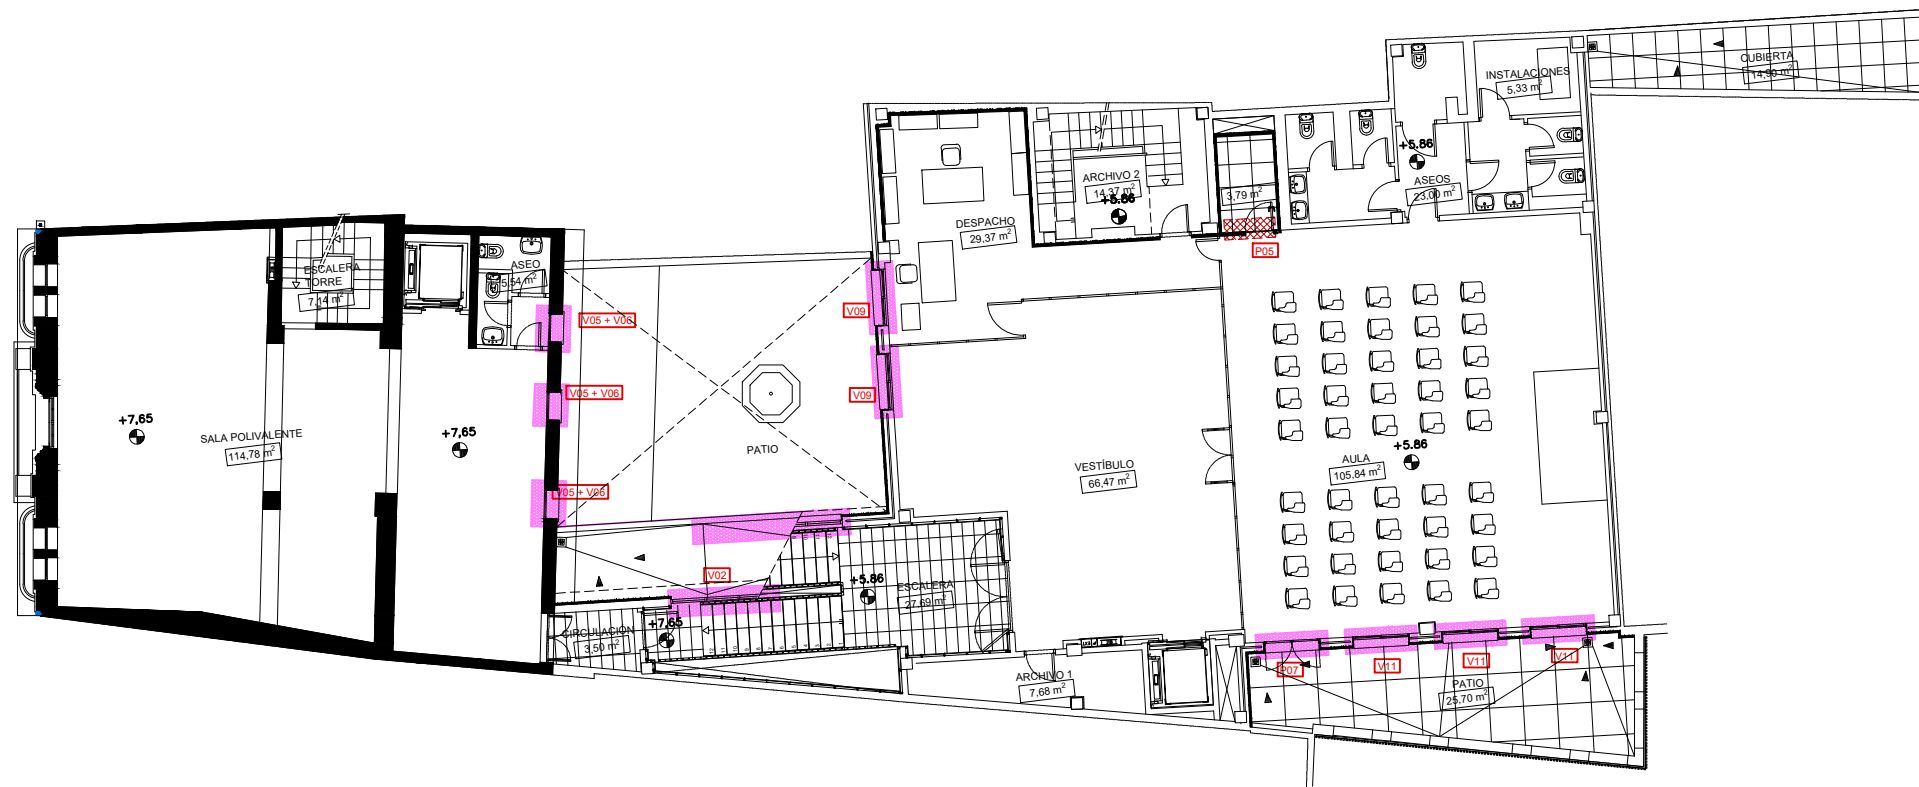 CUBIERTA
14,90 m²
INSTALACIONES
5,33 m²
+5.86
ASEOS
23,00 m²
ARCHIVO 2
14,37 m²
+5.86
3,79 m²
P05
DESPACHO
29,37 m²
ASEO
5,54 m²
ESCALERA
TORRE
7,14 m²
V05 + V06
V05 + V06
V05 + V06
V09
V09
+7,65
SALA POLIVALENTE
114,78 m²
+7,65
PATIO
VESTÍBULO
66,47 m²
+5.86
AULA
105,84 m²
V02
+5.86
ESCALERA
27,69 m²
+7.65
CIRCULACIÓN
3,50 m²
ARCHIVO 1
7,68 m²
P07
V11
V11
V11
PATIO
25,70 m²